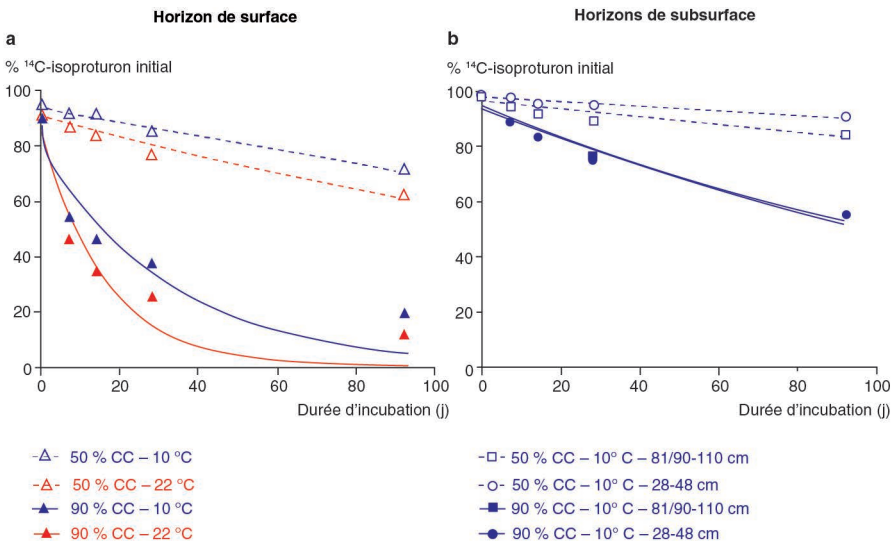 Horizon de surface
Horizons de subsurface
a
b
% ¹⁴C-isoproturon initial
% ¹⁴C-isoproturon initial
100
80
60
40
20
0
0
20
40
60
80
100
Durée d'incubation (j)
100
80
60
40
20
0
0
20
40
60
80
100
Durée d'incubation (j)
50 % CC – 10 °C
50 % CC – 22 °C
90 % CC – 10 °C
90 % CC – 22 °C
50 % CC – 10° C – 81/90-110 cm
50 % CC – 10° C – 28-48 cm
90 % CC – 10° C – 81/90-110 cm
90 % CC – 10° C – 28-48 cm